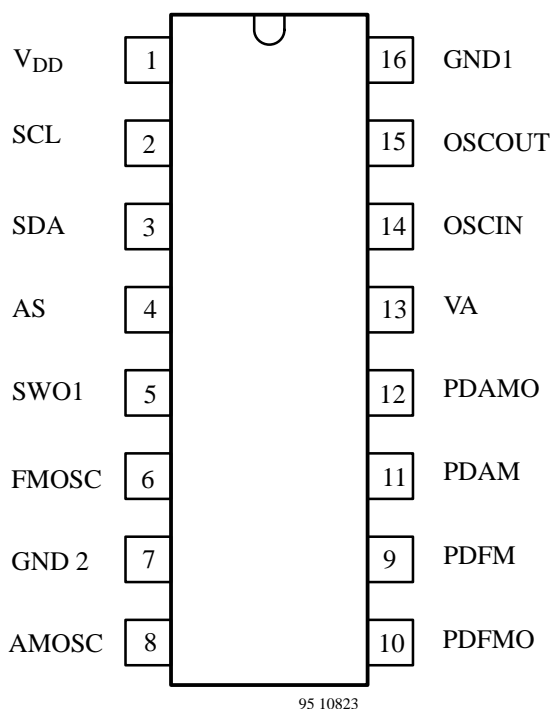 V_DD 1 16 GND1
SCL 2 15 OSCOUT
SDA 3 14 OSCIN
AS 4 13 VA
SWO1 5 12 PDAMO
FMOSC 6 11 PDAM
GND 2 7 9 PDFM
AMOSC 8 10 PDFMO
95 10823